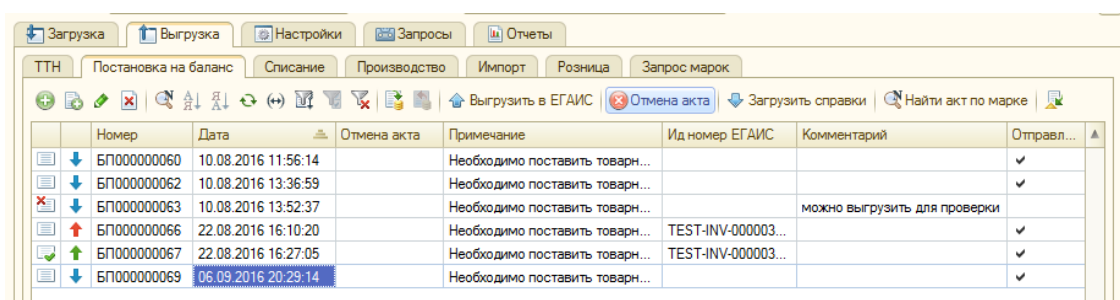 Загрузка Выгрузка Настройки Запросы Отчеты
ТТН Постановка на баланс Списание Производство Импорт Розница Запрос марок
Выгрузить в ЕГАИС Отмена акта Загрузить справки Найти акт по марке
Номер Дата Отмена акта Примечание Ид номер ЕГАИС Комментарий Отправл...
БП000000060 10.08.2016 11:56:14 Необходимо поставить товарн...
БП000000062 10.08.2016 13:36:59 Необходимо поставить товарн...
БП000000063 10.08.2016 13:52:37 Необходимо поставить товарн... можно выгрузить для проверки
БП000000066 22.08.2016 16:10:20 Необходимо поставить товарн... TEST-INV-000003...
БП000000067 22.08.2016 16:27:05 Необходимо поставить товарн... TEST-INV-000003...
БП000000069 06.09.2016 20:29:14 Необходимо поставить товарн...